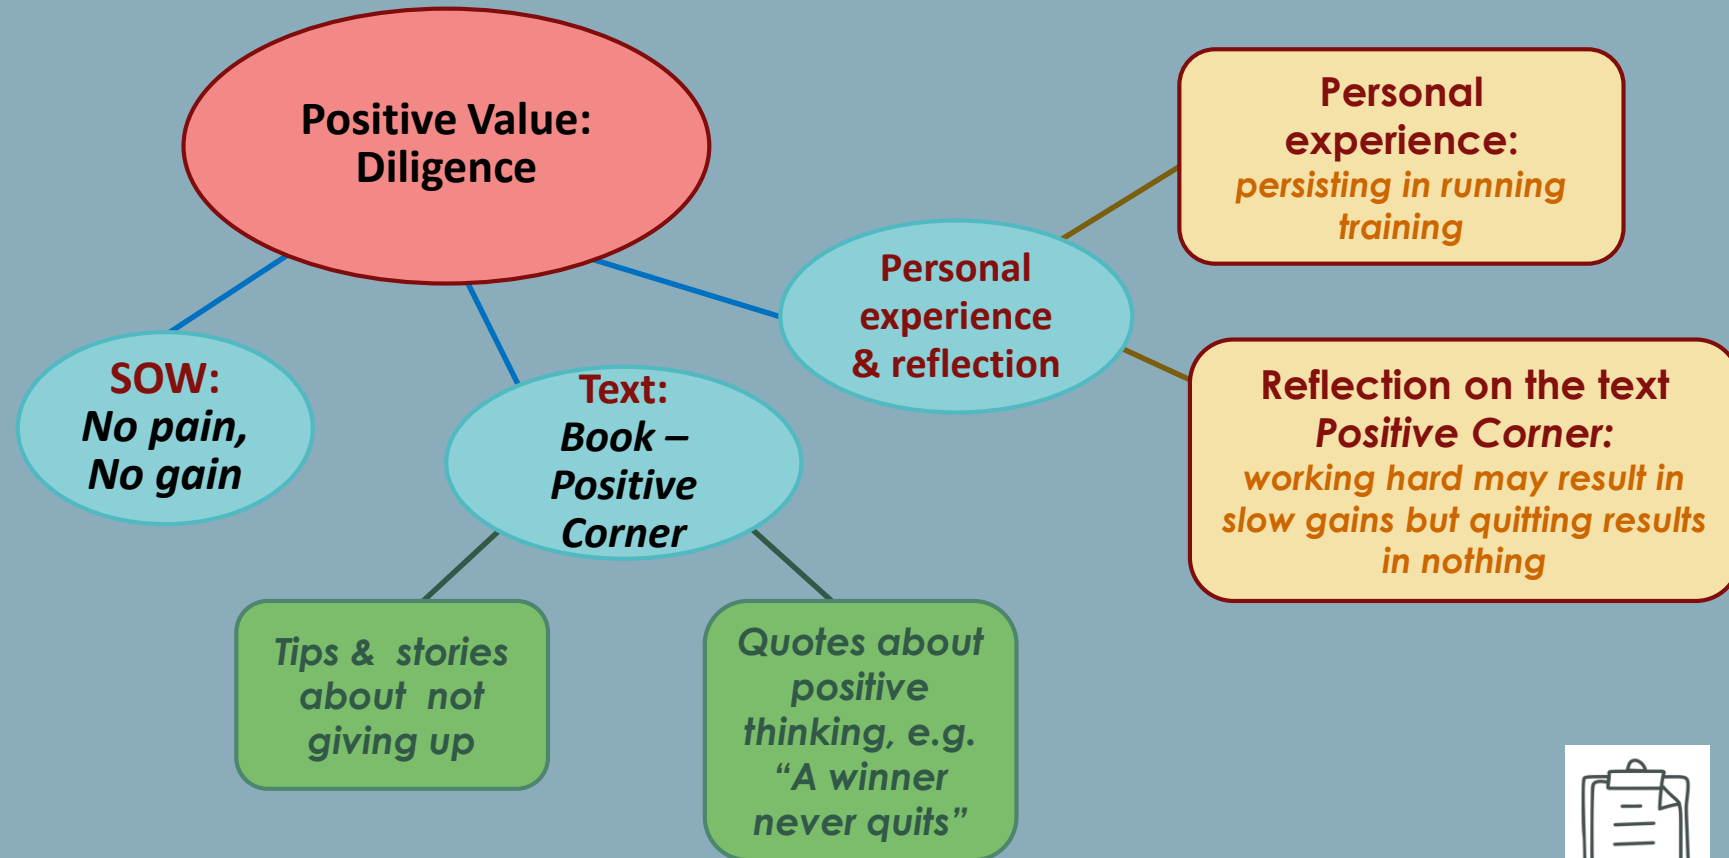 Positive Value:
Diligence
SOW:
No pain,
No gain
Text:
Book –
Positive
Corner
Tips & stories
about not
giving up
Quotes about
positive
thinking, e.g.
“A winner
never quits”
Personal
experience
& reflection
Personal
experience:
persisting in running
training
Reflection on the text
Positive Corner:
working hard may result in
slow gains but quitting results
in nothing